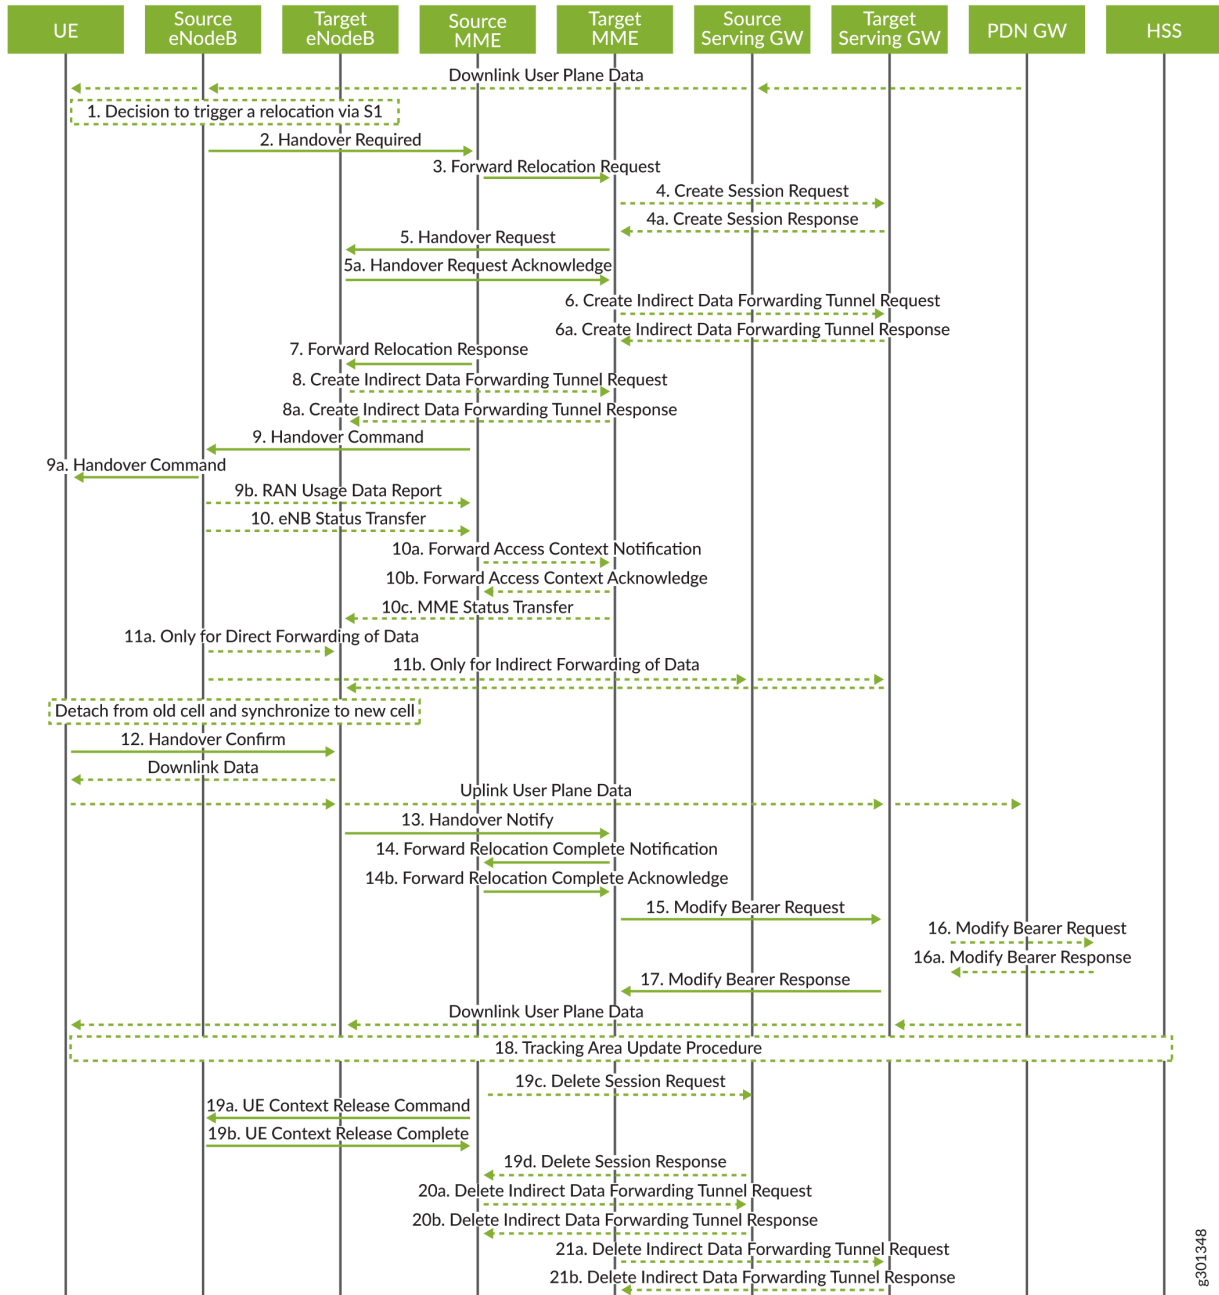 UE
Source
eNodeB
Target
eNodeB
Source
MME
Target
MME
Source
Serving GW
Target
Serving GW
PDN GW
HSS
Downlink User Plane Data
1. Decision to trigger a relocation via S1
2. Handover Required
3. Forward Relocation Request
4. Create Session Request
4a. Create Session Response
5. Handover Request
5a. Handover Request Acknowledge
6. Create Indirect Data Forwarding Tunnel Request
6a. Create Indirect Data Forwarding Tunnel Response
7. Forward Relocation Response
8. Create Indirect Data Forwarding Tunnel Request
8a. Create Indirect Data Forwarding Tunnel Response
9. Handover Command
9a. Handover Command
9b. RAN Usage Data Report
10. eNB Status Transfer
10a. Forward Access Context Notification
10b. Forward Access Context Acknowledge
10c. MME Status Transfer
11a. Only for Direct Forwarding of Data
11b. Only for Indirect Forwarding of Data
Detach from old cell and synchronize to new cell
12. Handover Confirm
Downlink Data
Uplink User Plane Data
13. Handover Notify
14. Forward Relocation Complete Notification
14b. Forward Relocation Complete Acknowledge
15. Modify Bearer Request
16. Modify Bearer Request
16a. Modify Bearer Response
17. Modify Bearer Response
Downlink User Plane Data
18. Tracking Area Update Procedure
19c. Delete Session Request
19a. UE Context Release Command
19b. UE Context Release Complete
19d. Delete Session Response
20a. Delete Indirect Data Forwarding Tunnel Request
20b. Delete Indirect Data Forwarding Tunnel Response
21a. Delete Indirect Data Forwarding Tunnel Request
21b. Delete Indirect Data Forwarding Tunnel Response
g301348